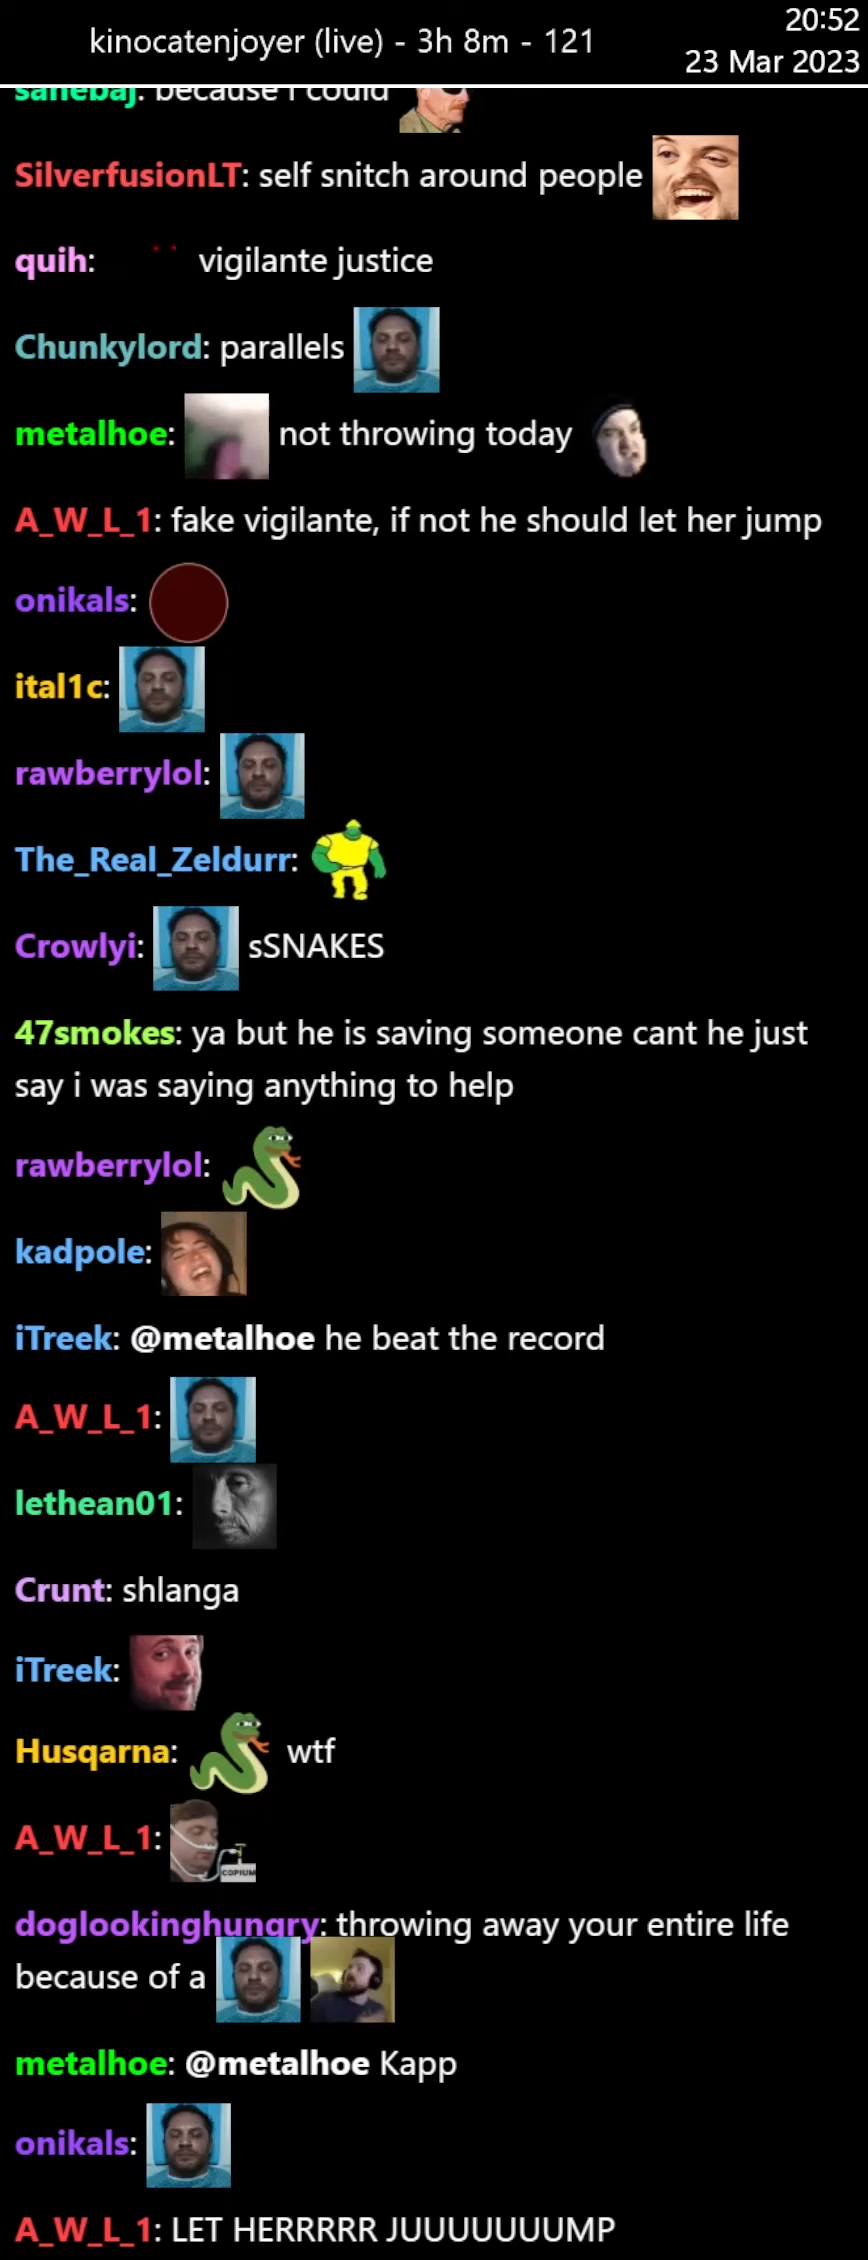 kinocatenjoyer (live) - 3h 8m - 121
20:52
23 Mar 2023
sanebaj: because I could
SilverfusionLT: self snitch around people
quih: vigilante justice
Chunkylord: parallels
metalhoe: not throwing today
A_W_L_1: fake vigilante, if not he should let her jump
onikals:
ital1c:
rawberrylol:
The_Real_Zeldurr:
Crowlyi: sSNAKES
47smokes: ya but he is saving someone cant he just
say i was saying anything to help
rawberrylol:
kadpole:
iTreek: @metalhoe he beat the record
A_W_L_1:
lethean01:
Crunt: shlanga
iTreek:
Husqarna: wtf
A_W_L_1:
COPIUM
doglookinghungry: throwing away your entire life
because of a
metalhoe: @metalhoe Kapp
onikals:
A_W_L_1: LET HERRRRR JUUUUUUUMP